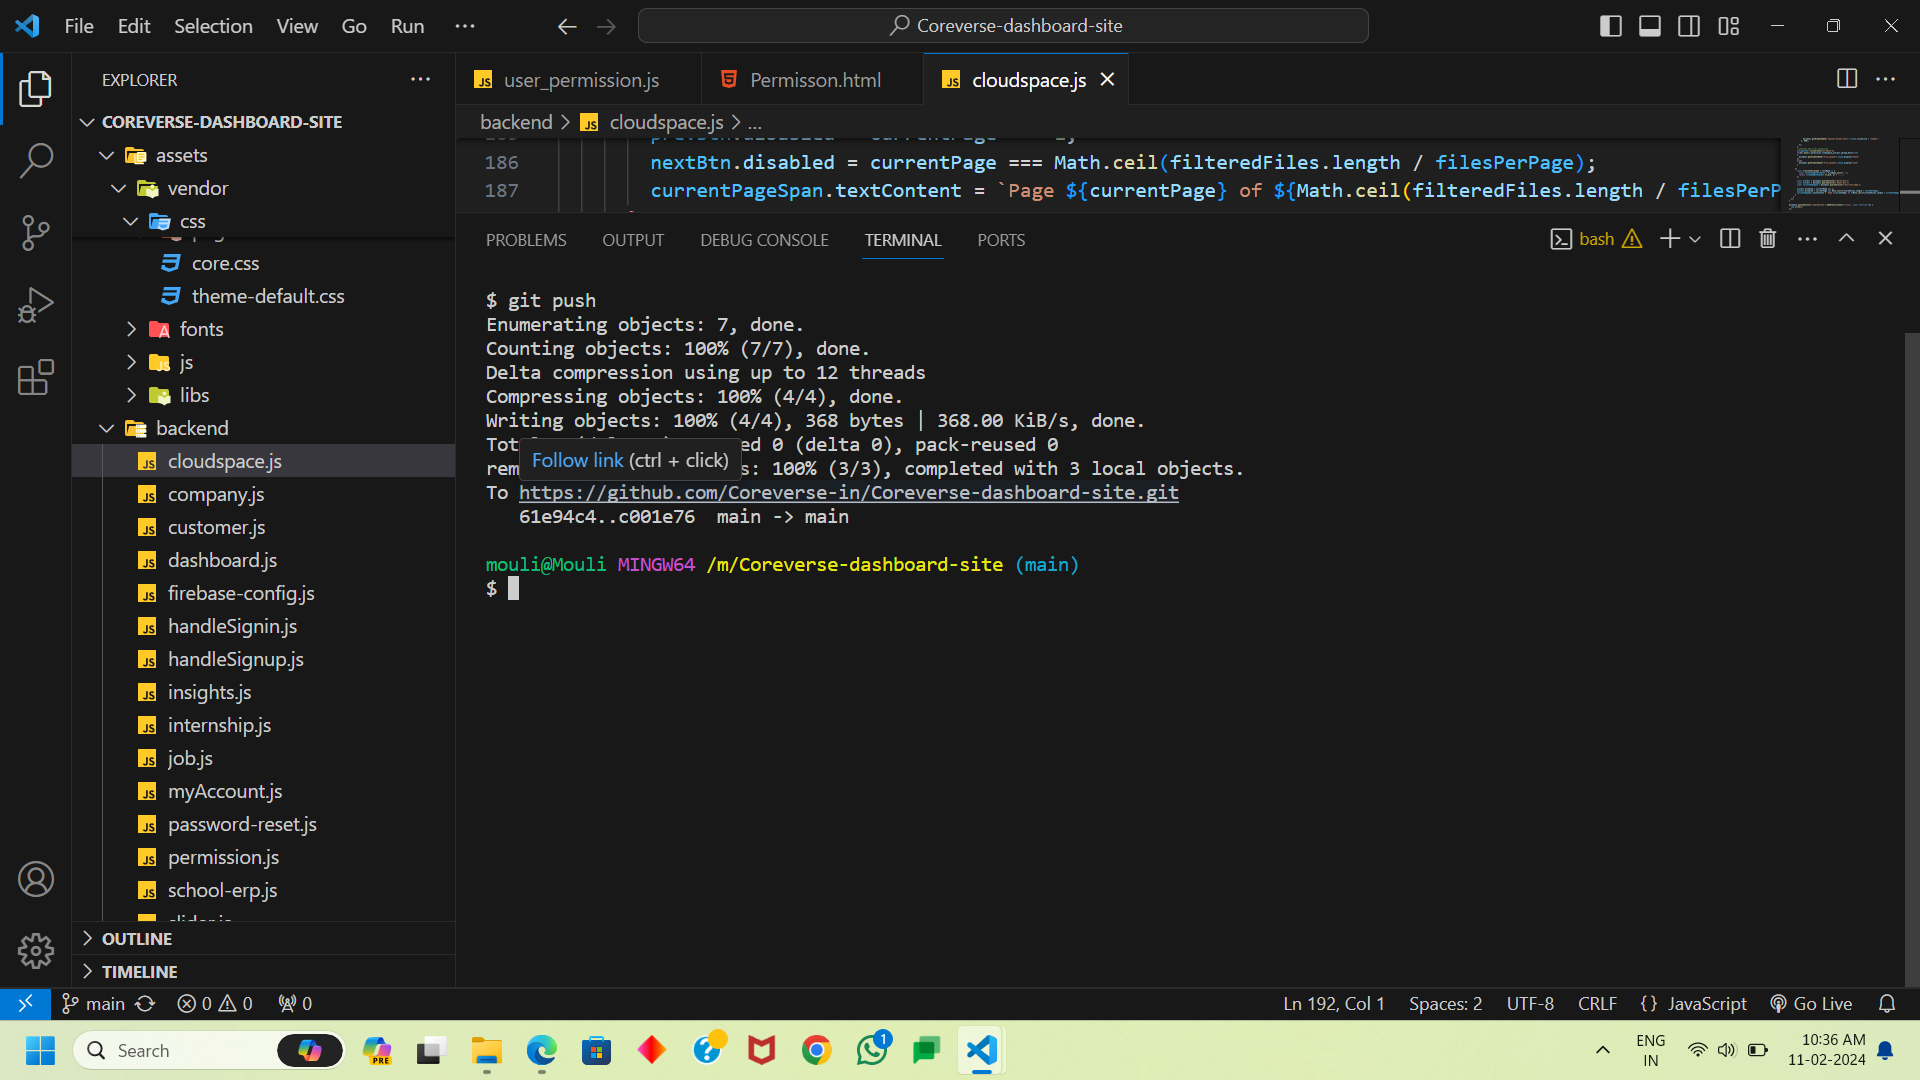 File Edit Selection View Go Run ...
Coreverse-dashboard-site
EXPLORER
user_permission.js
Permisson.html
cloudspace.js
COREVERSE-DASHBOARD-SITE
backend > cloudspace.js > ...
assets
vendor
css
core.css
theme-default.css
fonts
js
libs
backend
cloudspace.js
company.js
customer.js
dashboard.js
firebase-config.js
handleSignin.js
handleSignup.js
insights.js
internship.js
job.js
myAccount.js
password-reset.js
permission.js
school-erp.js
OUTLINE
TIMELINE
186 nextBtn.disabled = currentPage === Math.ceil(filteredFiles.length / filesPerPage);
187 currentPageSpan.textContent = `Page ${currentPage} of ${Math.ceil(filteredFiles.length / filesPerP
PROBLEMS OUTPUT DEBUG CONSOLE TERMINAL PORTS
bash
$ git push
Enumerating objects: 7, done.
Counting objects: 100% (7/7), done.
Delta compression using up to 12 threads
Compressing objects: 100% (4/4), done.
Writing objects: 100% (4/4), 368 bytes | 368.00 KiB/s, done.
0 (delta 0), pack-reused 0
Follow link (ctrl + click)
100% (3/3), completed with 3 local objects.
To https://github.com/Coreverse-in/Coreverse-dashboard-site.git
61e94c4..c001e76 main -> main
mouli@Mouli MINGW64 /m/Coreverse-dashboard-site (main)
$
main 0 0 0
Ln 192, Col 1 Spaces: 2 UTF-8 CRLF {} JavaScript Go Live
Search
PRE
1
ENG
IN
10:36 AM
11-02-2024